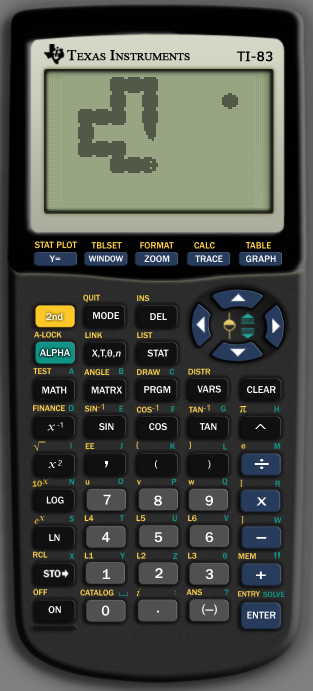 TEXAS INSTRUMENTS TI-83
STAT PLOT TBLSET FORMAT CALC TABLE
Y= WINDOW ZOOM TRACE GRAPH
QUIT INS
2nd MODE DEL
A-LOCK LINK LIST
ALPHA X,T,θ,n STAT
TEST A ANGLE B DRAW C DISTR
MATH MATRX PRGM VARS CLEAR
FINANCE D SIN-1 E COS-1 F TAN-1 G π H
x-1 SIN COS TAN ^
√ I EE J { K } L e M
x2 , ( ) ÷
10x N u O v P w Q [ R
LOG 7 8 9 x
ex S L4 T L5 U L6 V ] W
LN 4 5 6 −
RCL X L1 Y L2 Z L3 θ MEM "
STO➡ 1 2 3 +
OFF CATALOG ⎵ i : ANS ? ENTRY SOLVE
ON 0 . (−) ENTER